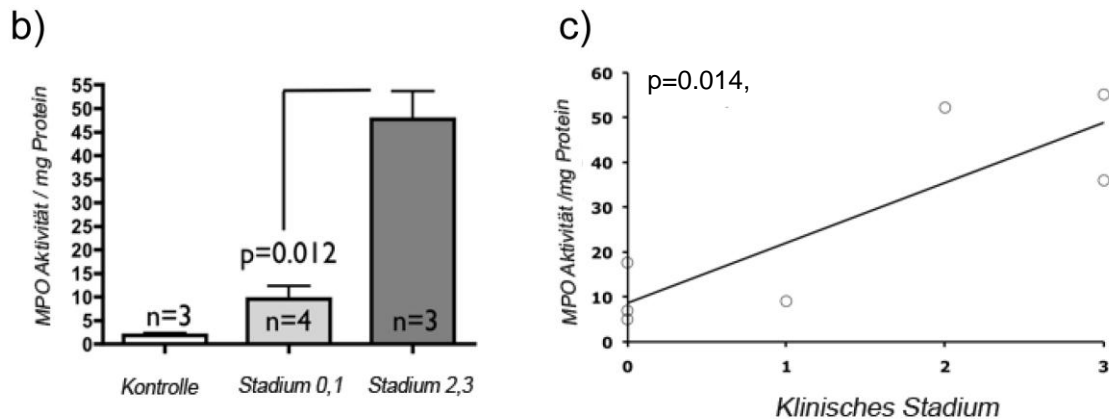 b)
MPO Aktivität / mg Protein
55
50
45
40
35
30
25
20
15
10
5
0
n=3
p=0.012
n=4
n=3
Kontrolle
Stadium 0,1
Stadium 2,3
c)
MPO Aktivität /mg Protein
60
50
40
30
20
10
0
p=0.014,
0 1 2 3
Klinisches Stadium